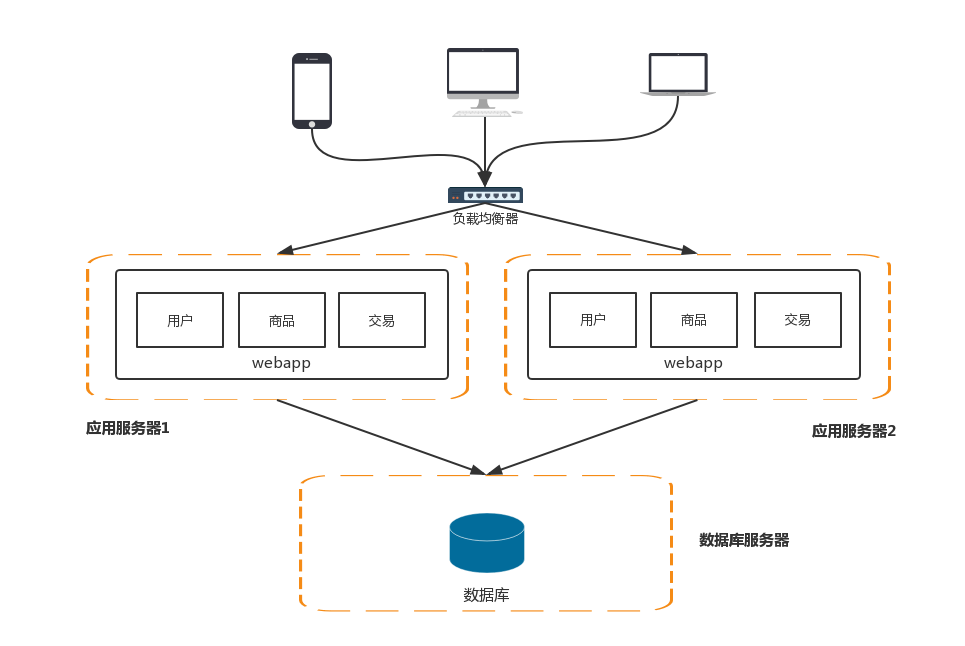 负载均衡器
用户
商品
交易
webapp
用户
商品
交易
webapp
应用服务器1
应用服务器2
数据库服务器
数据库